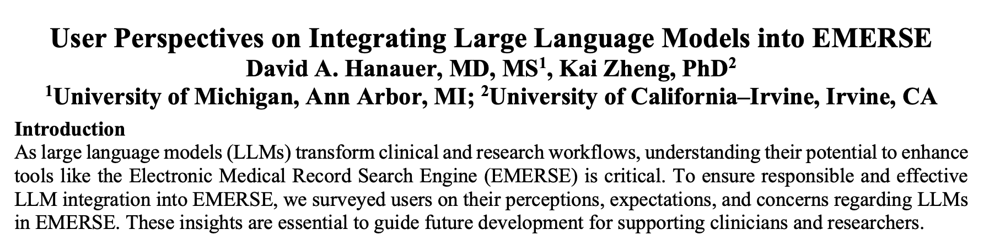 User Perspectives on Integrating Large Language Models into EMERSE
David A. Hanauer, MD, MS¹, Kai Zheng, PhD²
¹University of Michigan, Ann Arbor, MI; ²University of California–Irvine, Irvine, CA
Introduction
As large language models (LLMs) transform clinical and research workflows, understanding their potential to enhance
tools like the Electronic Medical Record Search Engine (EMERSE) is critical. To ensure responsible and effective
LLM integration into EMERSE, we surveyed users on their perceptions, expectations, and concerns regarding LLMs
in EMERSE. These insights are essential to guide future development for supporting clinicians and researchers.